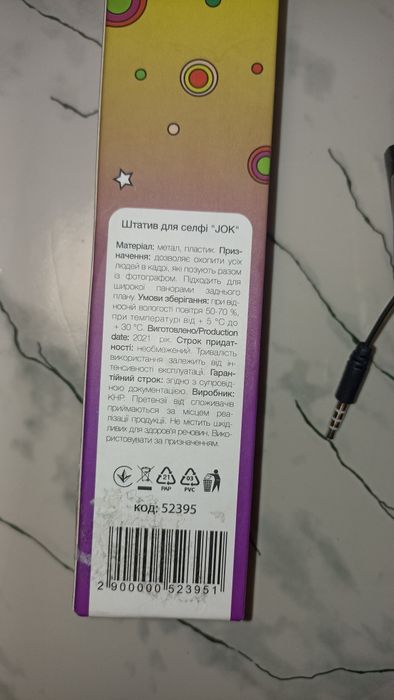 Штатив для селфі "JOK"
Матеріал: метал, пластик. Приз-
начення: дозволяє охопити усіх
людей в кадрі, які позують разом
із фотографом. Підходить для
широкої панорами заднього
плану. Умови зберігання: при від-
носній вологості повітря 50-70 %,
при температурі від + 5 °С до
+ 30 °С. Виготовлено/Production
date: 2021 рік. Строк придат-
ності: необмежений. Тривалість
використання залежить від ін-
тенсивності експлуатації. Гаран-
тійний строк: згідно з супровід-
ною документацією. Виробник:
КНР. Претензії від споживачів
приймаються за місцем реа-
лізації продукції. Не містить шкід-
ливих для здоров'я речовин. Вико-
ристовувати за призначенням.
21 03
PAP PVC
код: 52395
2 900000 523951